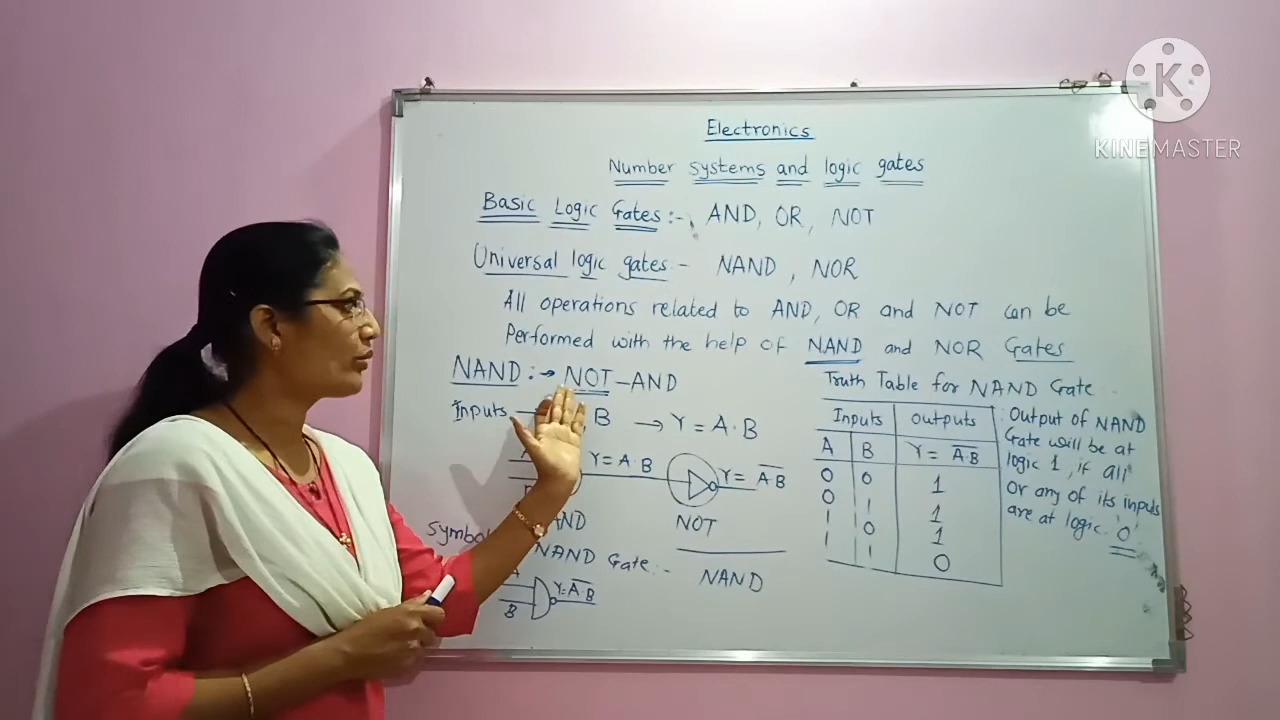 KINEMASTER
Electronics
Number systems and logic gates
Basic Logic Gates :- AND, OR, NOT
Universal logic gates - NAND, NOR
All operations related to AND, OR and NOT can be
Performed with the help of NAND and NOR Gates
NAND :→ NOT – AND
Inputs → B → Y = A · B
Y = A · B
Y = \overline{A·B}
NOT
Symbol
NAND Gate :- NAND
A
B
Y = \overline{A·B}
Truth Table for NAND Gate
Inputs Outputs
A B Y = \overline{A·B}
0 0 1
0 1 1
1 0 1
1 1 0
: Output of NAND
Gate will be at
logic 1, if all
Or any of its inputs
are at logic '0'